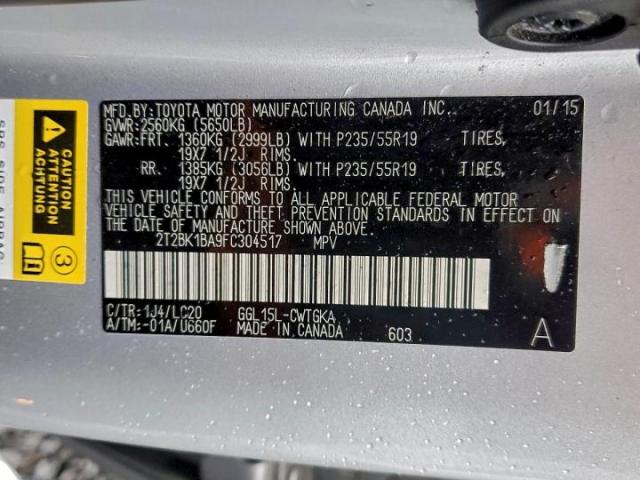 MFD. BY: TOYOTA MOTOR MANUFACTURING CANADA INC. 01/15
GVWR: 2560KG (5650LB)
GAWR: FRT. 1360KG (2999LB) WITH P235/55R19 TIRES,
19X7 1/2J RIMS.
RR. 1385KG (3056LB) WITH P235/55R19 TIRES,
19X7 1/2J RIMS.
THIS VEHICLE CONFORMS TO ALL APPLICABLE FEDERAL MOTOR
VEHICLE SAFETY AND THEFT PREVENTION STANDARDS IN EFFECT ON
THE DATE OF MANUFACTURE SHOWN ABOVE.
2T2BK1BA9FC304517 MPV
C/TR: 1J4/LC20 GGL15L-CWTGKA
A/TM: -01A/U660F MADE IN CANADA 603 A
CAUTION
ATTENTION
ACHTUNG
3
SRS SIDE AIRBAG